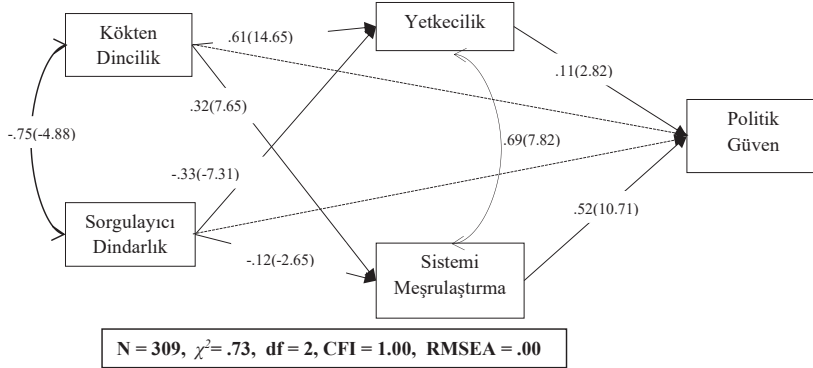 Kökten
Dincilik
Yetkecilik
.61(14.65)
.11(2.82)
.32(7.65)
Politik
Güven
-.75(-4.88)
.69(7.82)
-.33(-7.31)
Sorgulayıcı
Dindarlık
.52(10.71)
-.12(-2.65)
Sistemi
Meşrulaştırma
N = 309, χ²= .73, df = 2, CFI = 1.00, RMSEA = .00